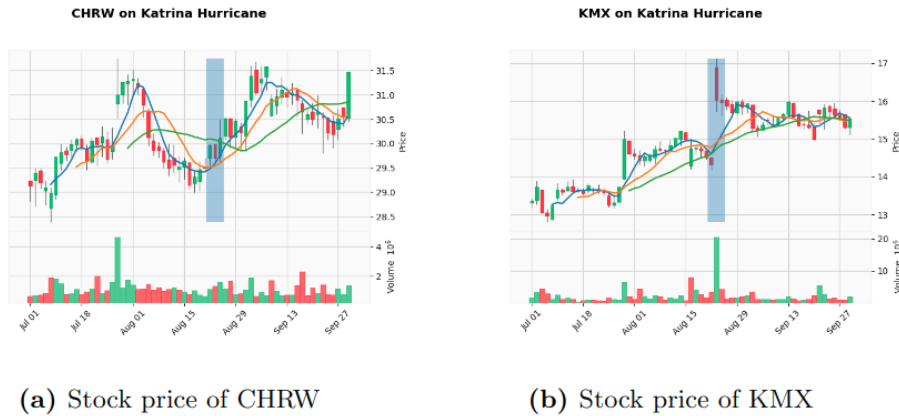 CHRW on Katrina Hurricane
31.5
31.0
30.5
30.0
29.5
29.0
28.5
Price
4
2
Volume 10^6
Jul 01
Jul 18
Aug 01
Aug 15
Aug 29
Sep 13
Sep 27
(a) Stock price of CHRW
KMX on Katrina Hurricane
17
16
15
14
13
Price
20
10
Volume 10^6
Jul 01
Jul 18
Aug 01
Aug 15
Aug 29
Sep 13
Sep 27
(b) Stock price of KMX